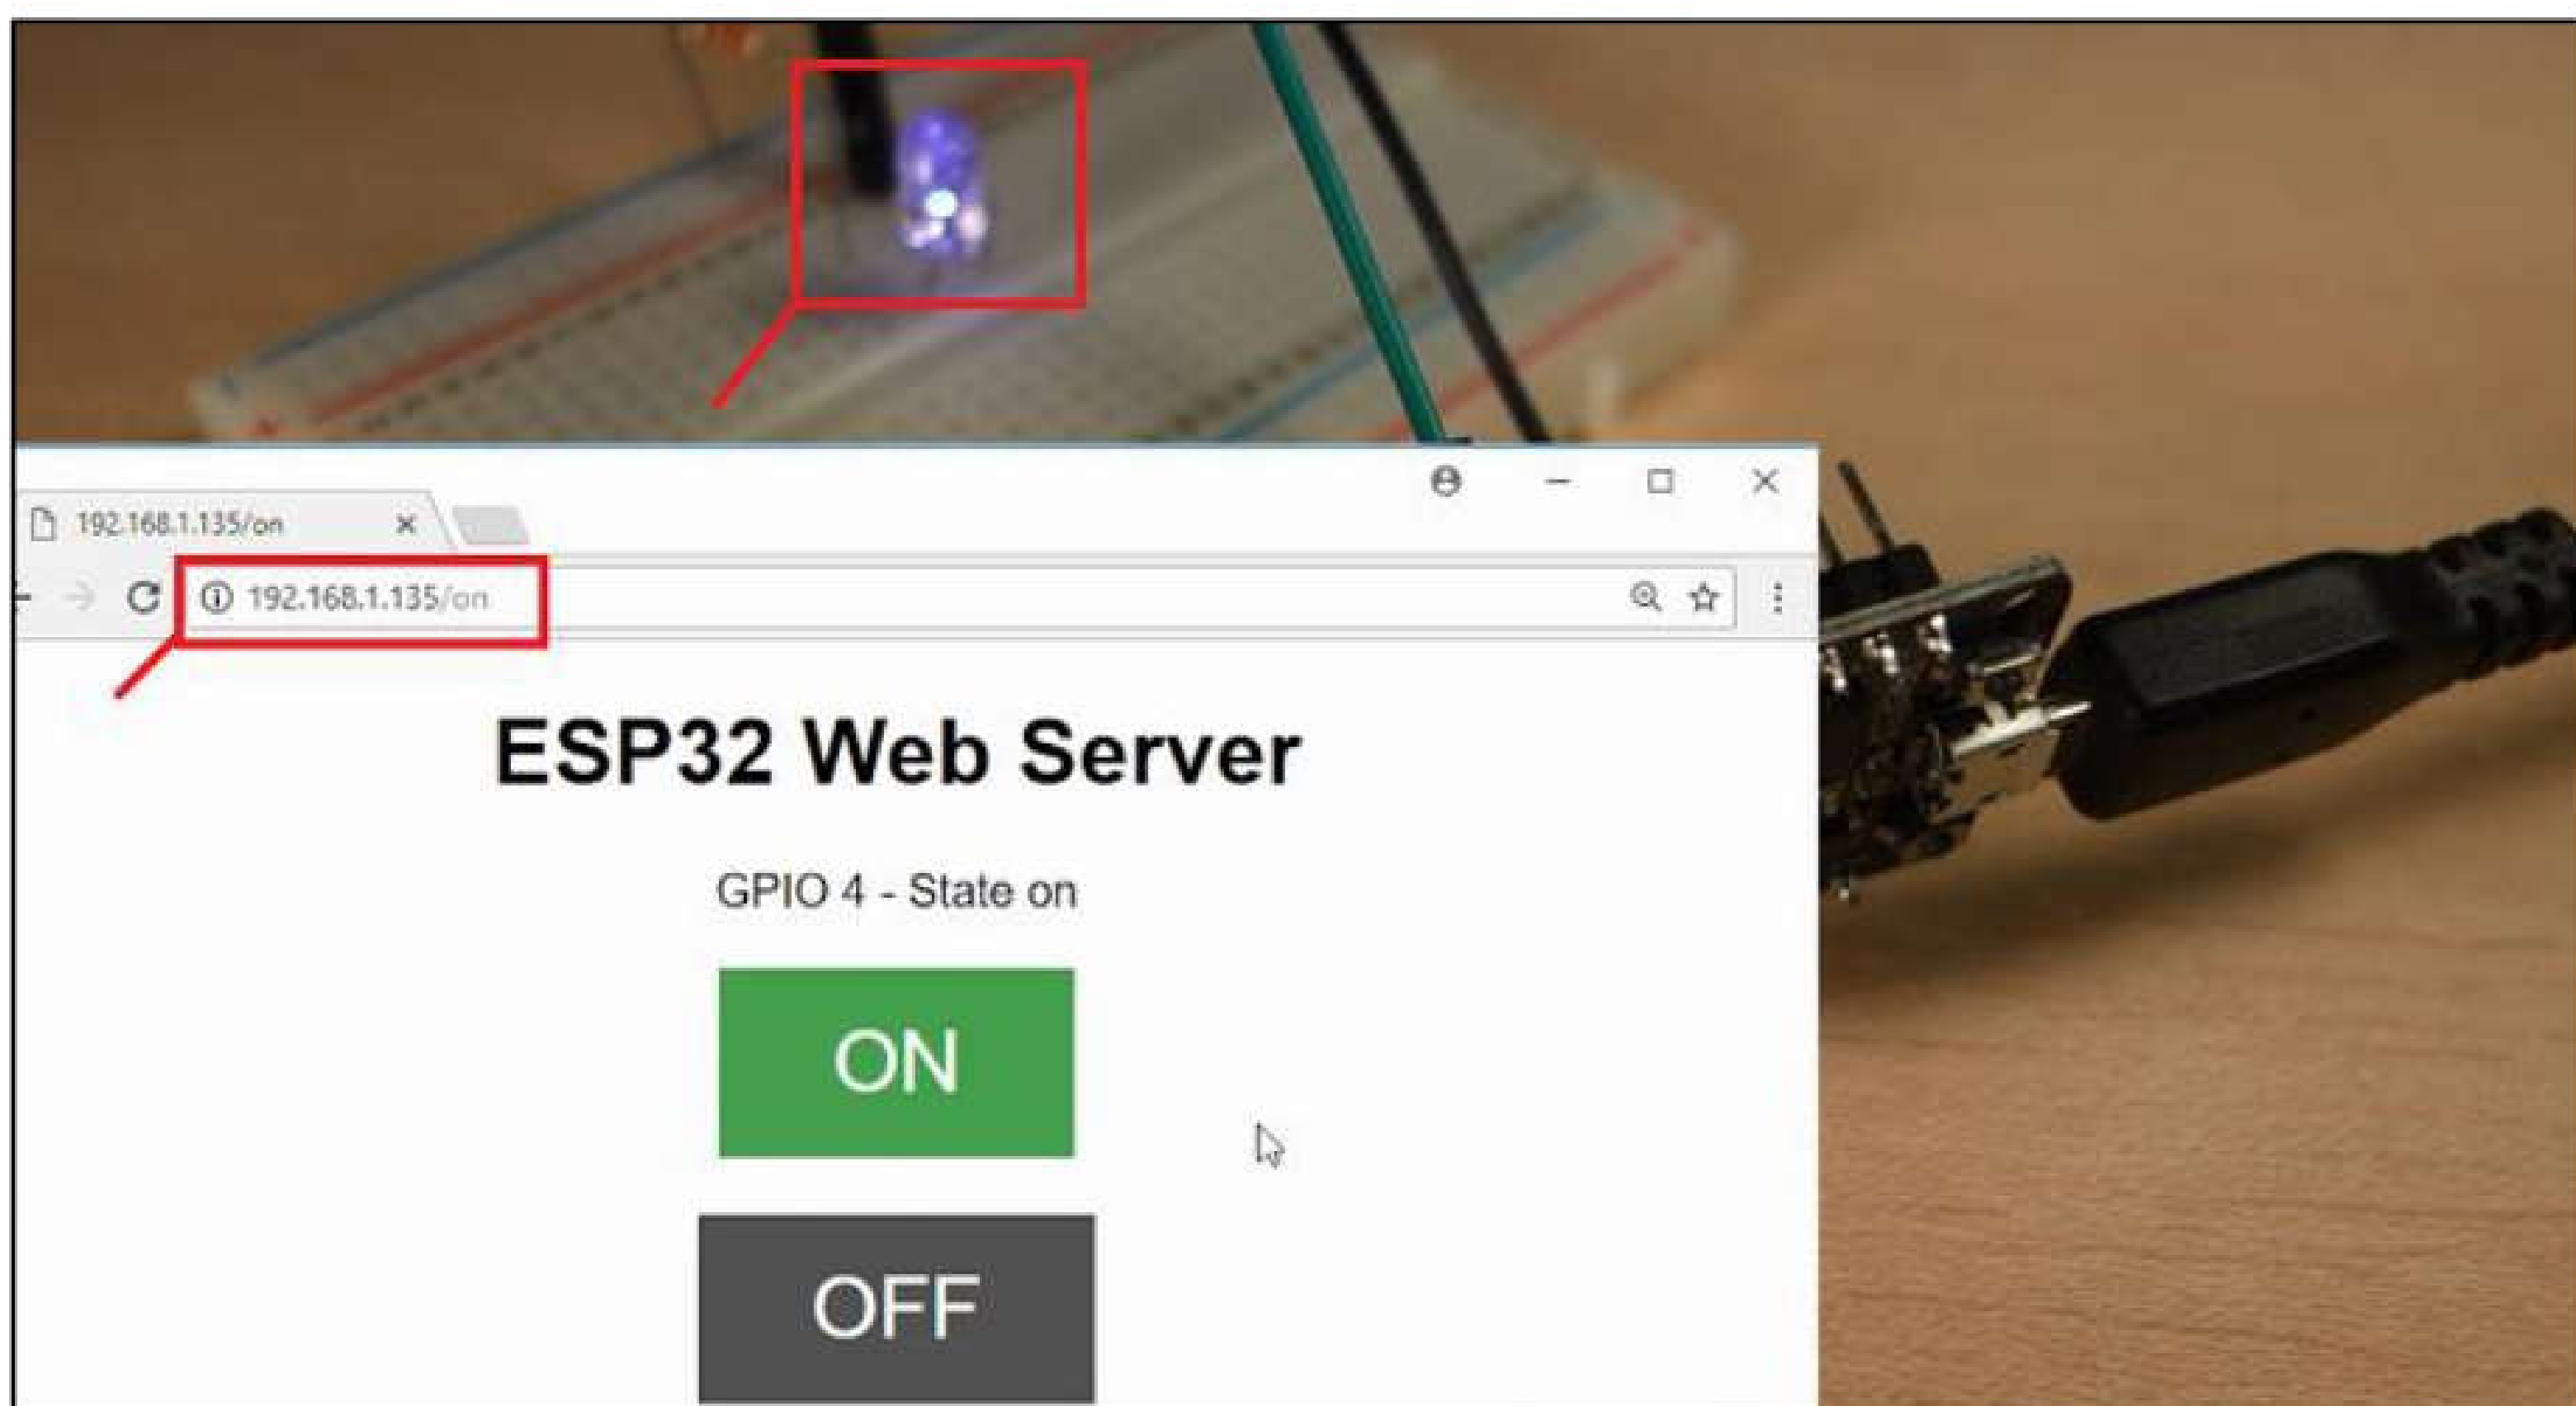 192.168.1.135/on
192.168.1.135/on
ESP32 Web Server
GPIO 4 - State on
ON
OFF